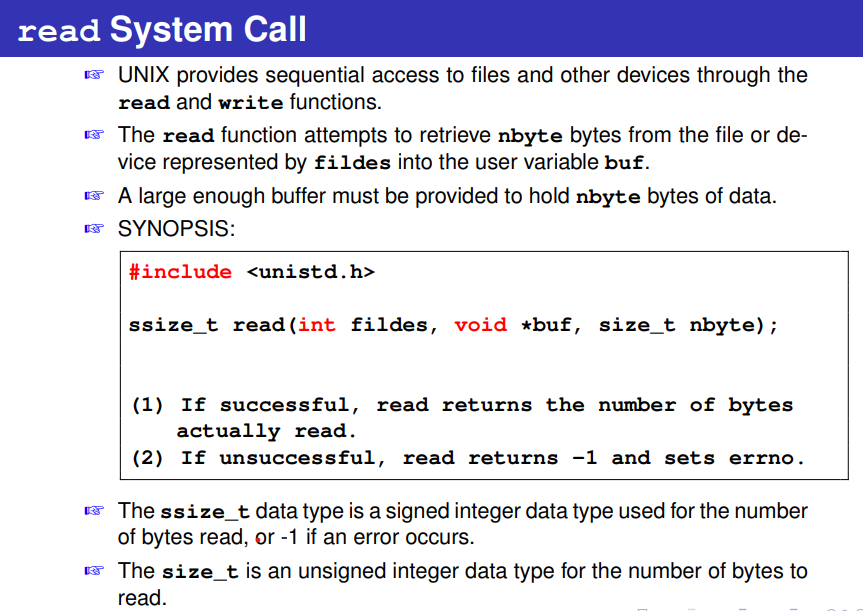 read System Call
UNIX provides sequential access to files and other devices through the
read and write functions.
The read function attempts to retrieve nbyte bytes from the file or de-
vice represented by fildes into the user variable buf.
A large enough buffer must be provided to hold nbyte bytes of data.
SYNOPSIS:
#include <unistd.h>
ssize_t read(int fildes, void *buf, size_t nbyte);
(1) If successful, read returns the number of bytes
actually read.
(2) If unsuccessful, read returns -1 and sets errno.
The ssize_t data type is a signed integer data type used for the number
of bytes read, or -1 if an error occurs.
The size_t is an unsigned integer data type for the number of bytes to
read.